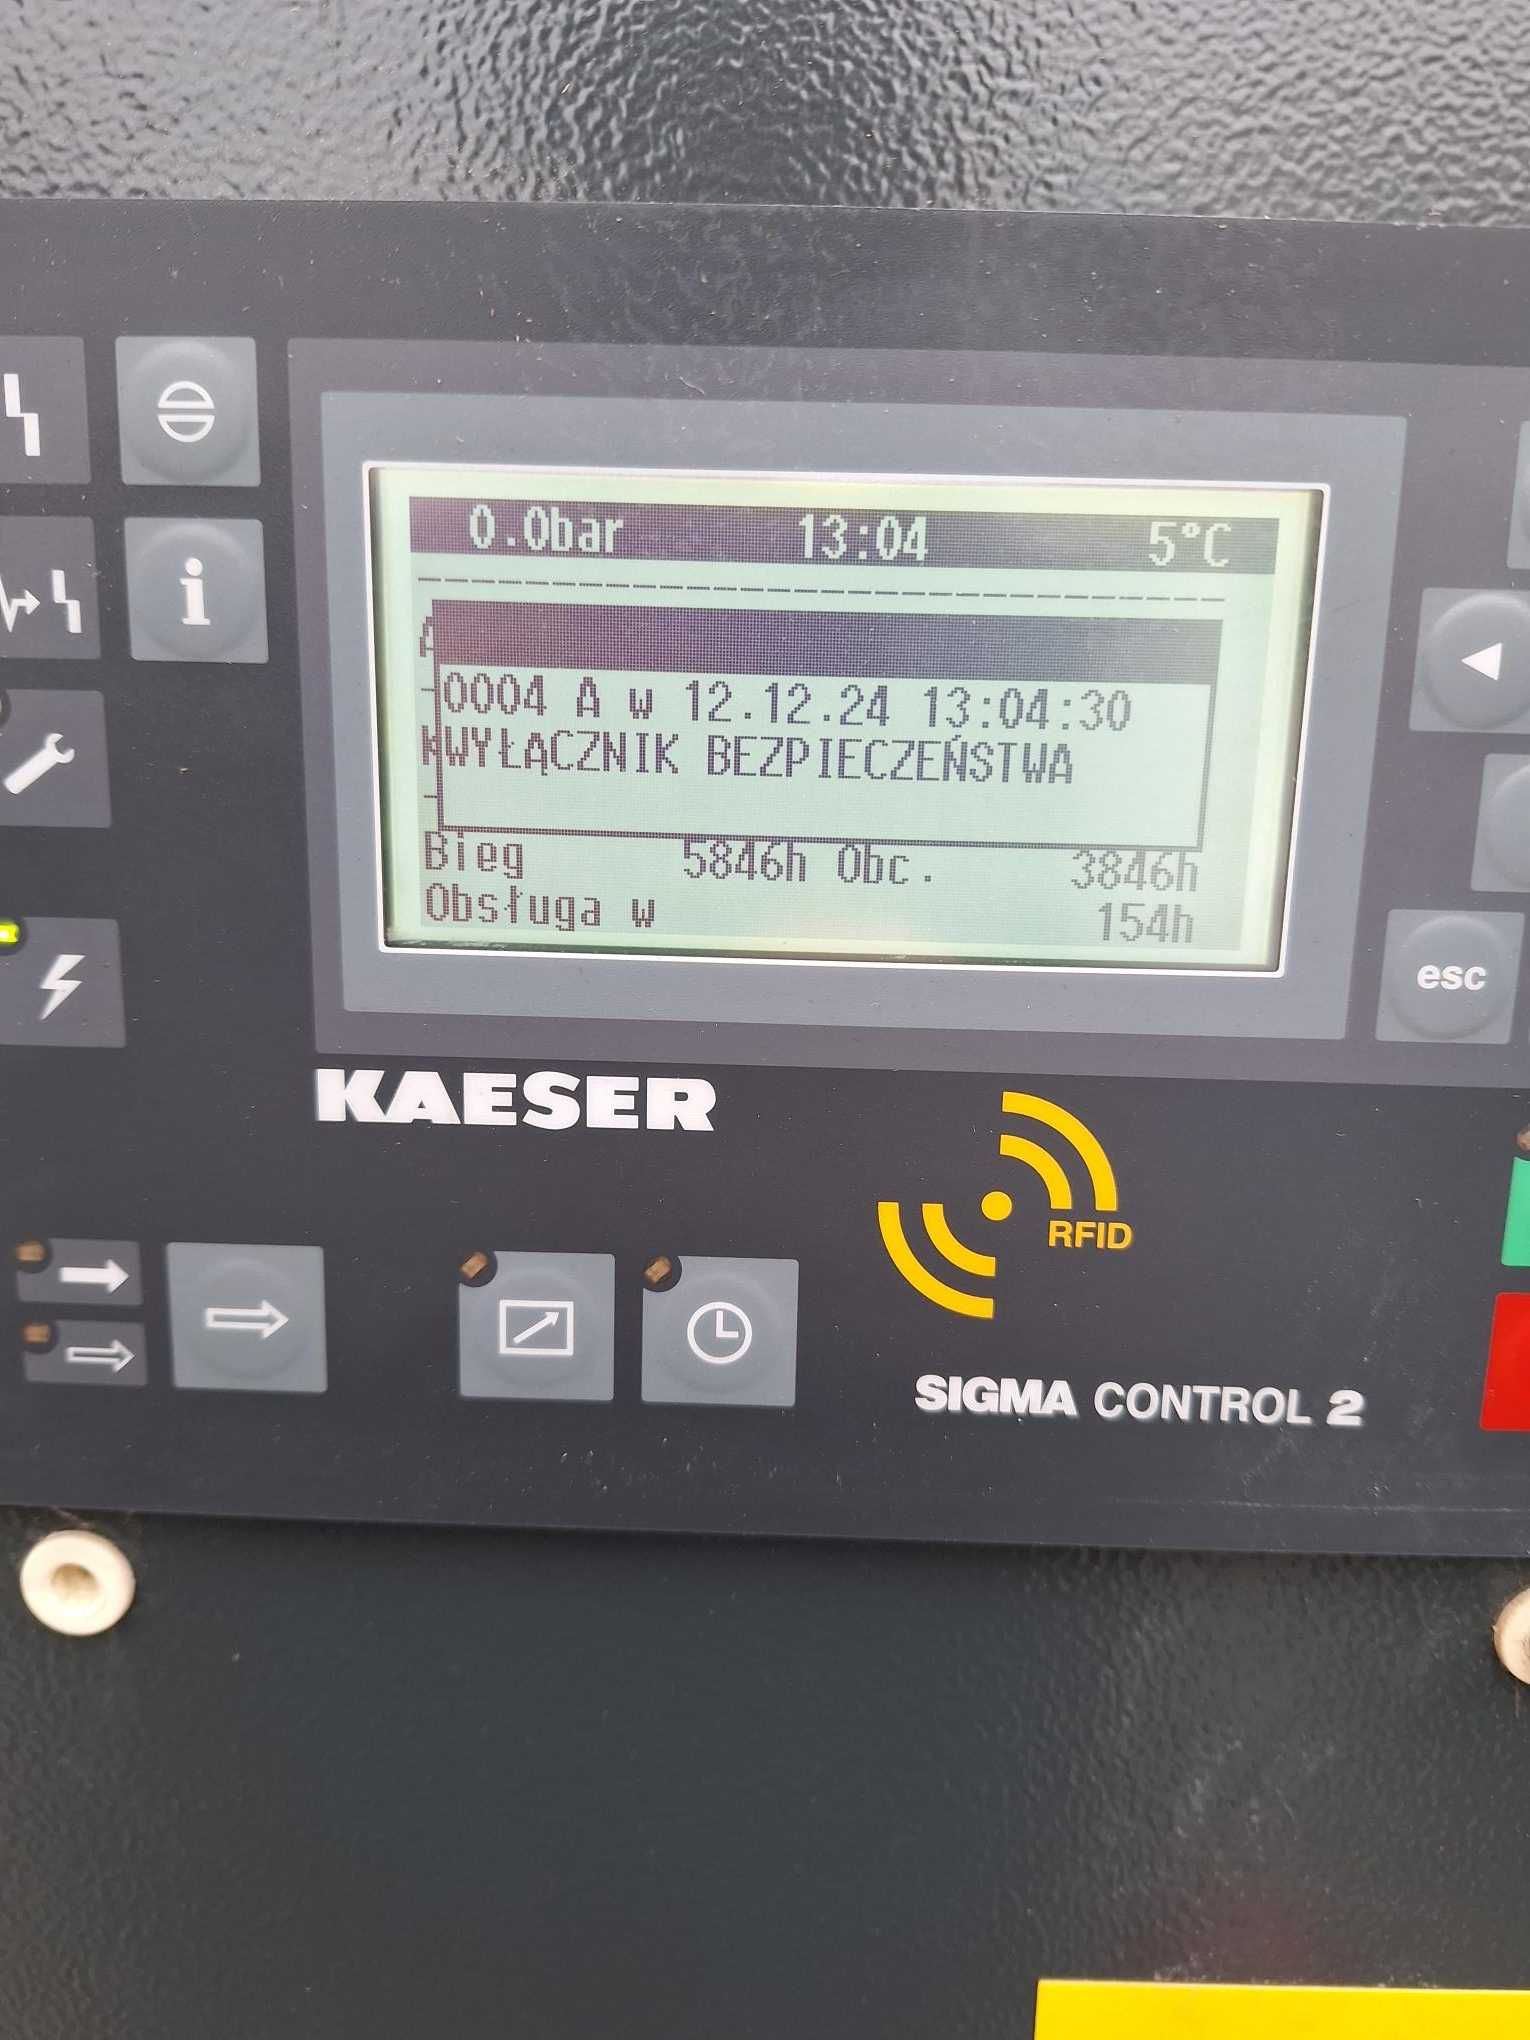 0.0bar 13:04 5°C
0004 A w 12.12.24 13:04:30
WYŁĄCZNIK BEZPIECZEŃSTWA
Bieg 5846h Obc. 3846h
Obsługa w 154h
esc
KAESER
RFID
SIGMA CONTROL 2